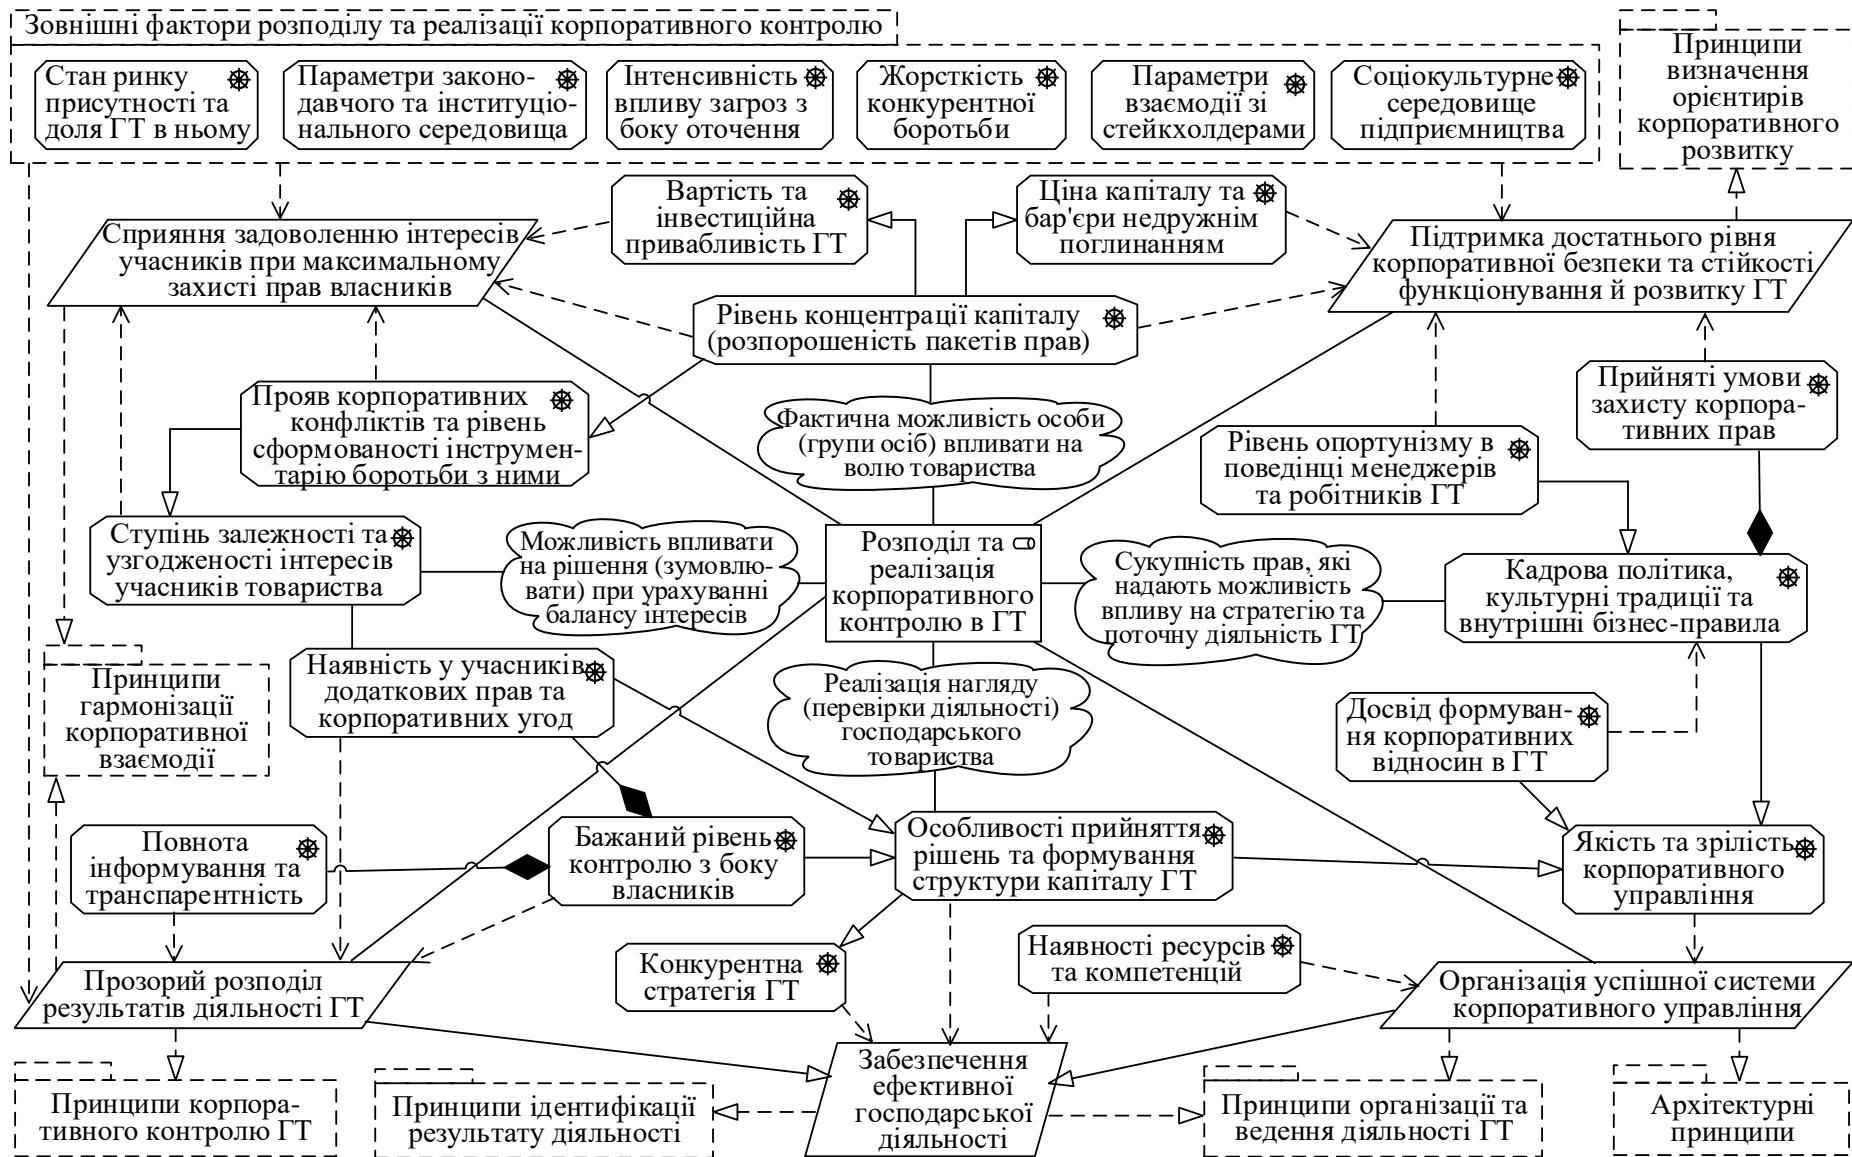 Зовнішні фактори розподілу та реалізації корпоративного контролю
Стан ринку
присутності та
доля ГТ в ньому
Параметри законо-
давчого та інституціо-
нального середовища
Інтенсивність
впливу загроз з
боку оточення
Жорсткість
конкурентної
боротьби
Параметри
взаємодії зі
стейкхолдерами
Соціокультурне
середовище
підприємництва
Принципи
визначення
орієнтирів
корпоративного
розвитку
Сприяння задоволенню інтересів
учасників при максимальному
захисті прав власників
Вартість та
інвестиційна
привабливість ГТ
Ціна капіталу та
бар'єри недружнім
поглинанням
Підтримка достатнього рівня
корпоративної безпеки та стійкості
функціонування й розвитку ГТ
Рівень концентрації капіталу
(розпорошеність пакетів прав)
Прояв корпоративних
конфліктів та рівень
сформованості інструмен-
тарію боротьби з ними
Фактична можливість особи
(групи осіб) впливати на
волю товариства
Рівень опортунізму в
поведінці менеджерів
та робітників ГТ
Прийняті умови
захисту корпора-
тивних прав
Ступінь залежності та
узгодженості інтересів
учасників товариства
Можливість впливати
на рішення (зумовлю-
вати) при урахуванні
балансу інтересів
Розподіл та
реалізація
корпоративного
контролю в ГТ
Сукупність прав, які
надають можливість
впливу на стратегію та
поточну діяльність ГТ
Кадрова політика,
культурні традиції та
внутрішні бізнес-правила
Принципи
гармонізації
корпоративної
взаємодії
Наявність у учасників
додаткових прав та
корпоративних угод
Реалізація нагляду
(перевірки діяльності)
господарського
товариства
Досвід формуван-
ня корпоративних
відносин в ГТ
Повнота
інформування та
транспарентність
Бажаний рівень
контролю з боку
власників
Особливості прийняття
рішень та формування
структури капіталу ГТ
Якість та зрілість
корпоративного
управління
Прозорий розподіл
результатів діяльності ГТ
Конкурентна
стратегія ГТ
Наявності ресурсів
та компетенцій
Організація успішної системи
корпоративного управління
Забезпечення
ефективної
господарської
діяльності
Принципи корпора-
тивного контролю ГТ
Принципи ідентифікації
результату діяльності
Принципи організації та
ведення діяльності ГТ
Архітектурні
принципи